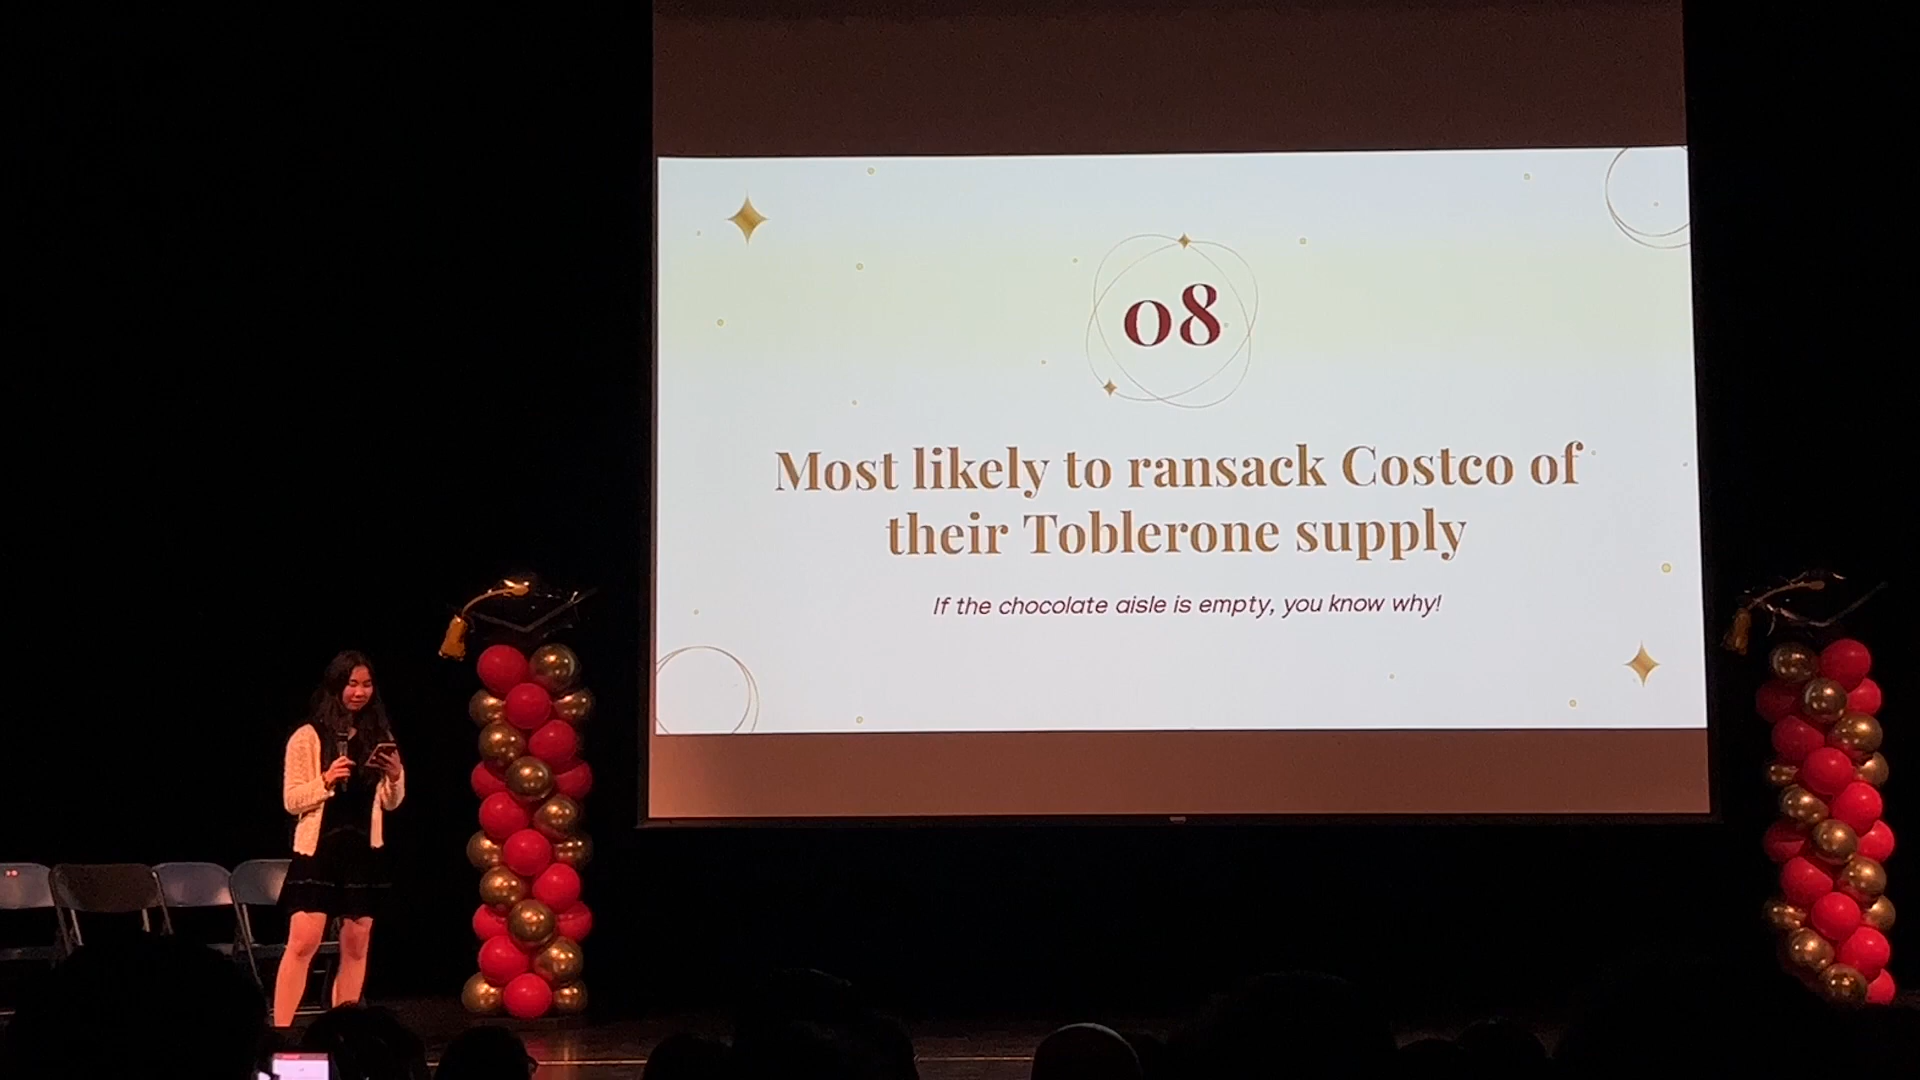 08
Most likely to ransack Costco of
their Toblerone supply
If the chocolate aisle is empty, you know why!